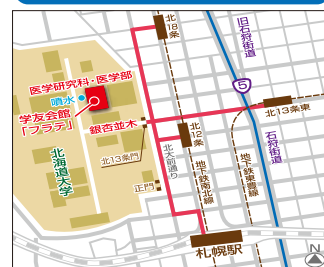 北18条
旧石狩街道
医学研究科・医学部
噴水
学友会館
「フラテ」
5
銀杏並木
北13条東
北12条
北海道大学
北13条門
北大前通り
地下鉄南北線
地下鉄東豊線
石狩街道
正門
札幌駅
N